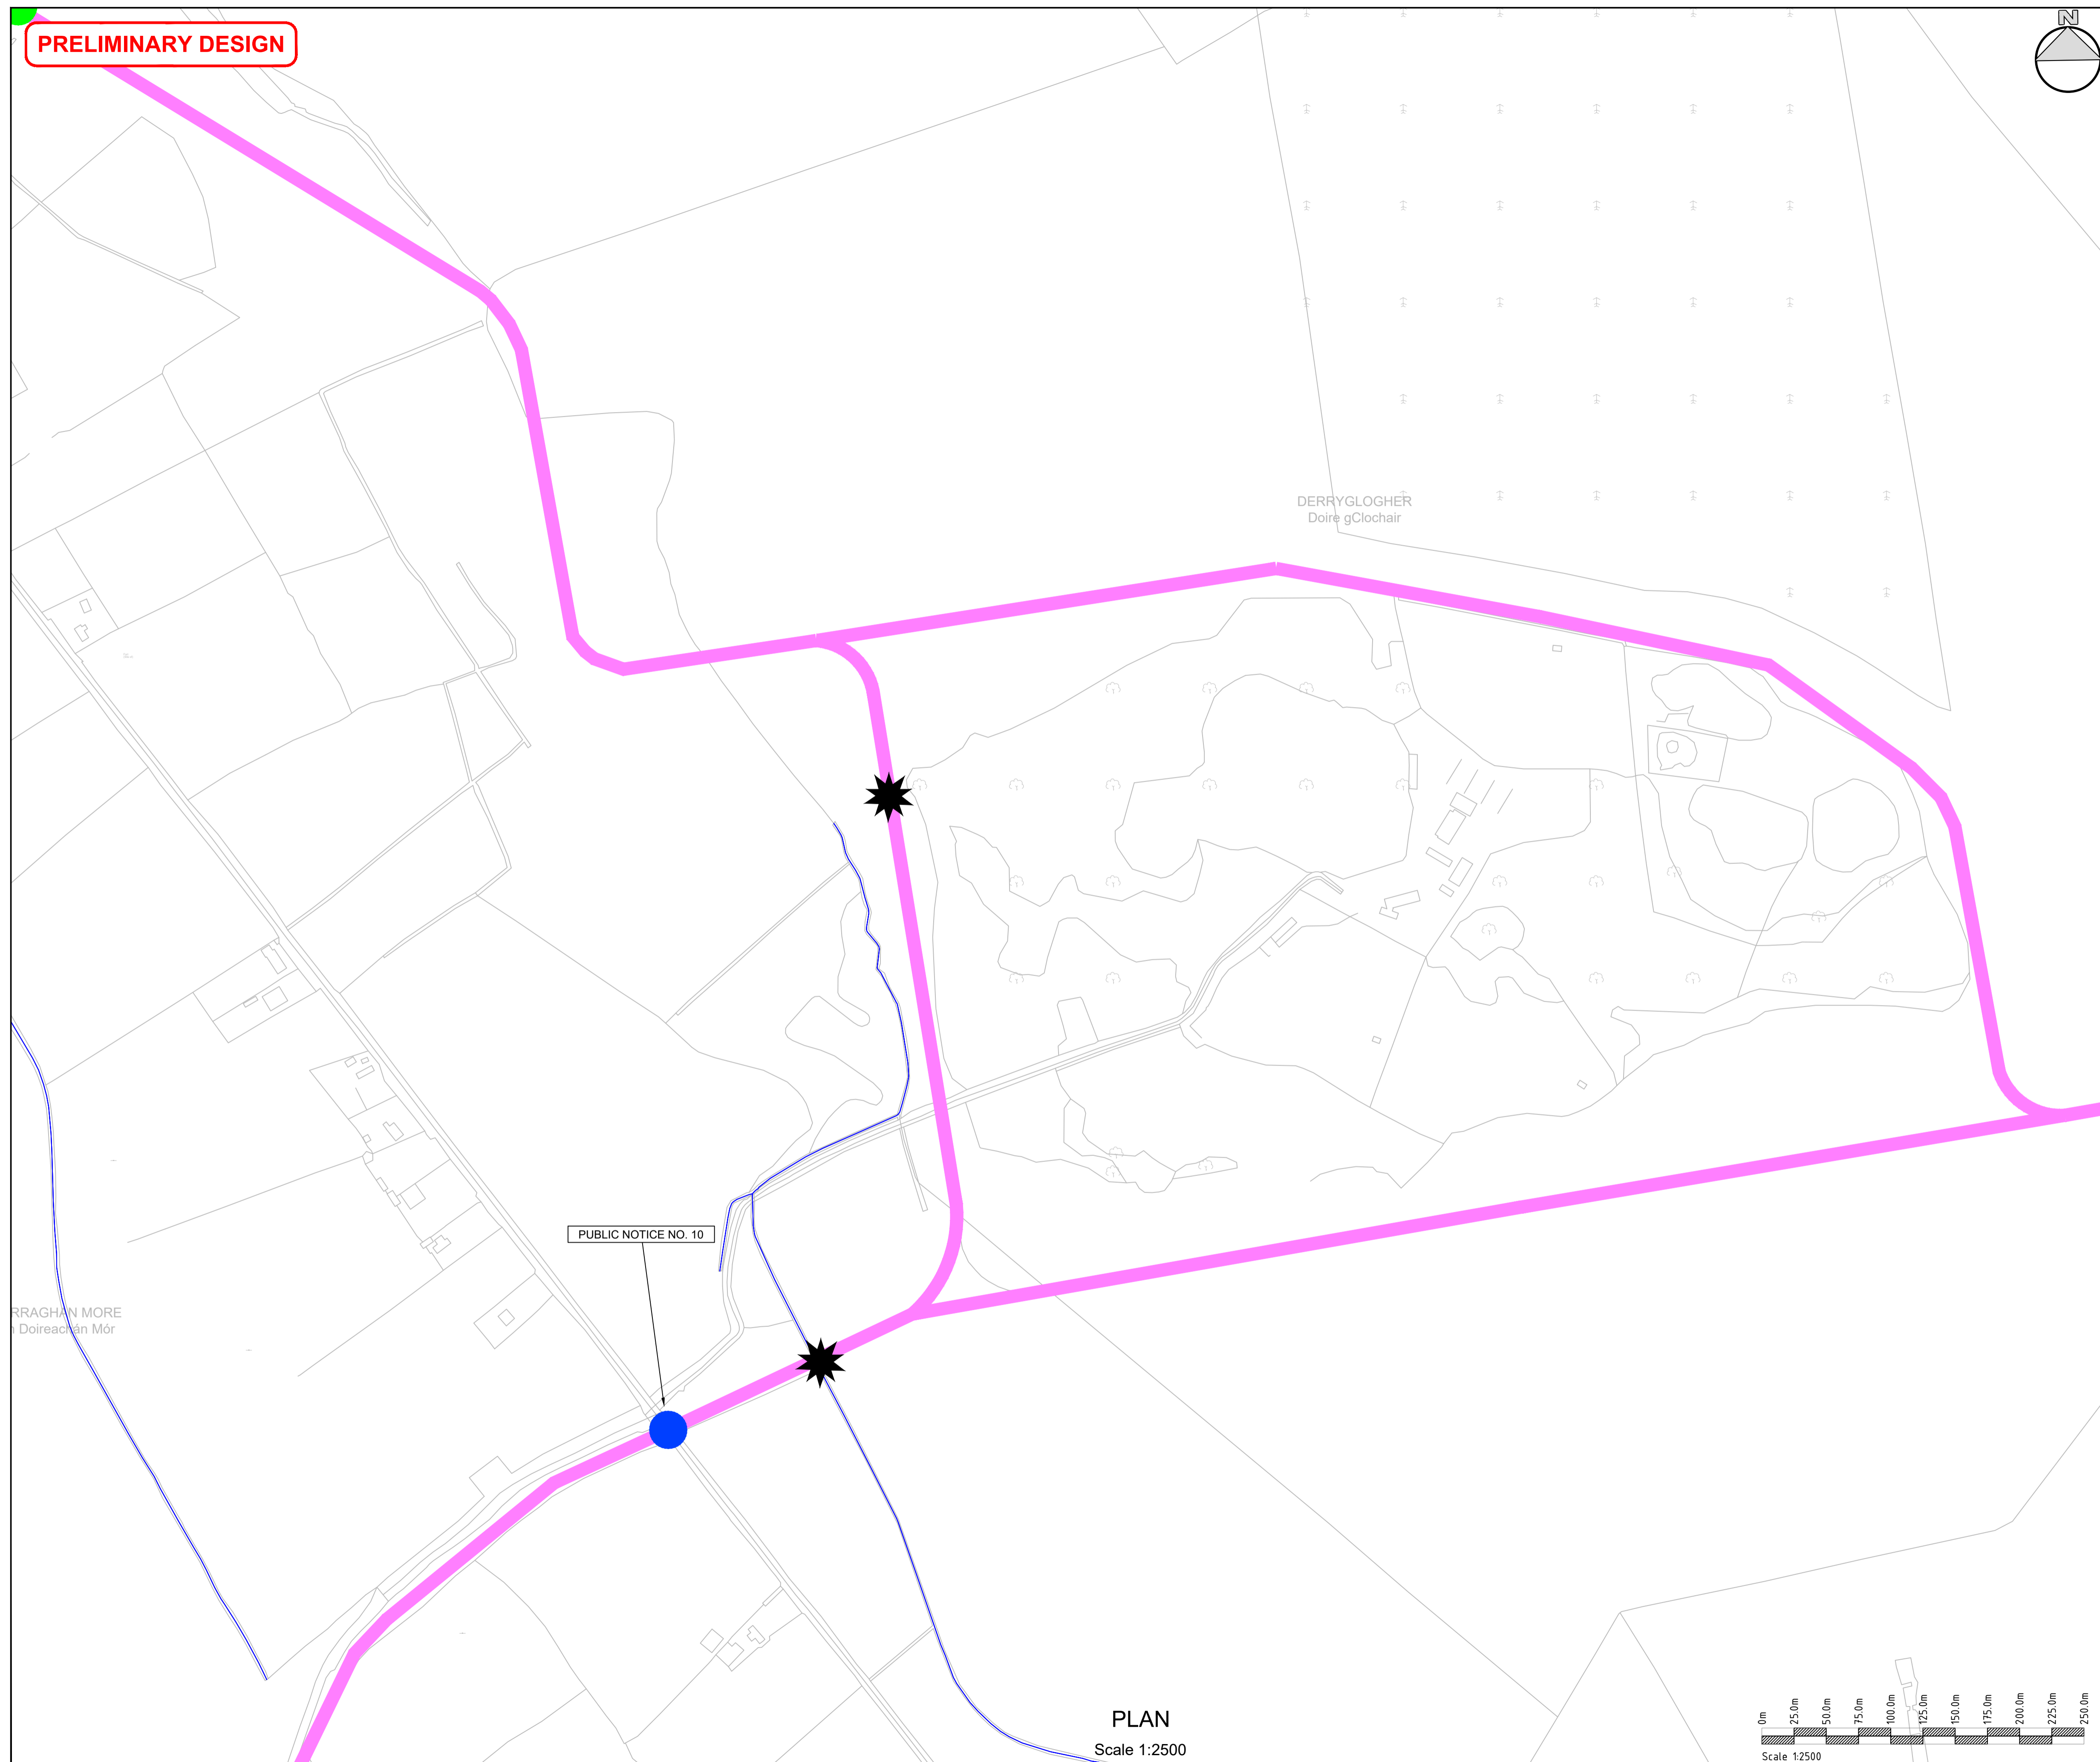 PRELIMINARY DESIGN
N
DERRYGLOGHER
Doire gClochair
PUBLIC NOTICE NO. 10
RRAGHAN MORE
Doireachán Mór
PLAN
Scale 1:2500
0m
25.0m
50.0m
75.0m
100.0m
125.0m
150.0m
175.0m
200.0m
225.0m
250.0m
Scale 1:2500